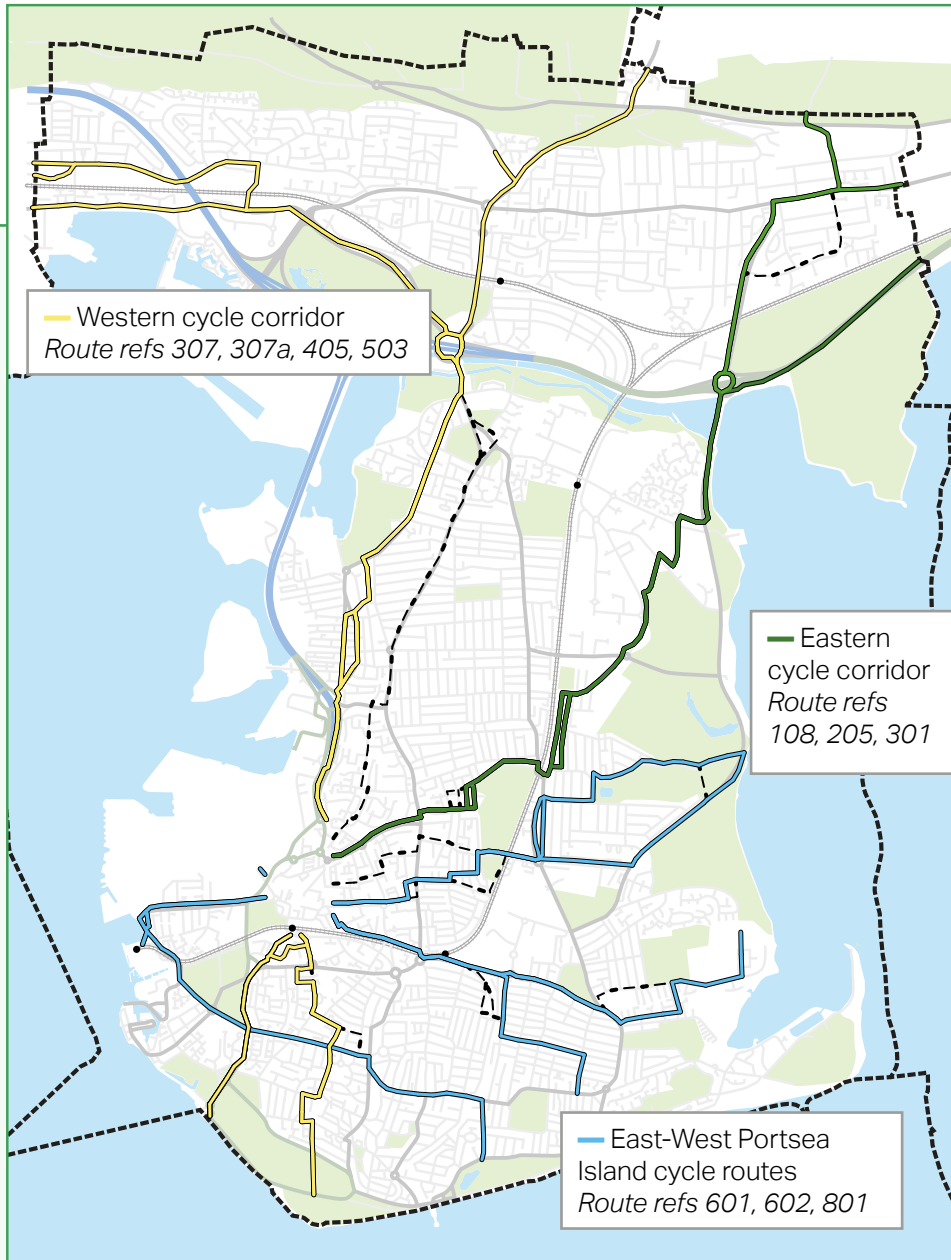 Western cycle corridor
Route refs 307, 307a, 405, 503
Eastern
cycle corridor
Route refs
108, 205, 301
East-West Portsea
Island cycle routes
Route refs 601, 602, 801